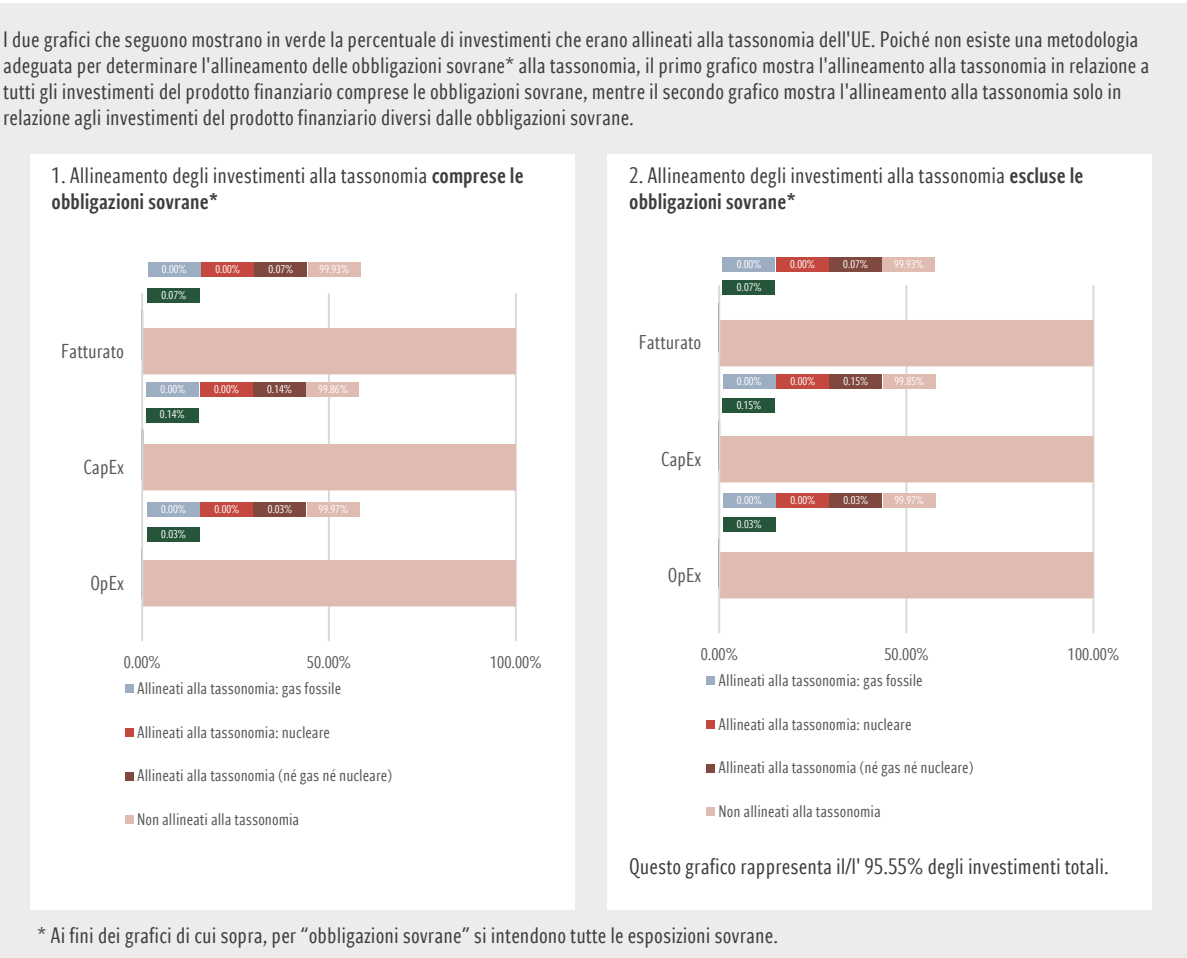 I due grafici che seguono mostrano in verde la percentuale di investimenti che erano allineati alla tassonomia dell'UE. Poiché non esiste una metodologia
adeguata per determinare l'allineamento delle obbligazioni sovrane* alla tassonomia, il primo grafico mostra l'allineamento alla tassonomia in relazione a
tutti gli investimenti del prodotto finanziario comprese le obbligazioni sovrane, mentre il secondo grafico mostra l'allineamento alla tassonomia solo in
relazione agli investimenti del prodotto finanziario diversi dalle obbligazioni sovrane.
1. Allineamento degli investimenti alla tassonomia comprese le
obbligazioni sovrane*
0.00% 0.00% 0.07% 99.93%
0.07%
Fatturato
0.00% 0.00% 0.14% 99.86%
0.14%
CapEx
0.00% 0.00% 0.03% 99.97%
0.03%
OpEx
0.00% 50.00% 100.00%
Allineati alla tassonomia: gas fossile
Allineati alla tassonomia: nucleare
Allineati alla tassonomia (né gas né nucleare)
Non allineati alla tassonomia
2. Allineamento degli investimenti alla tassonomia escluse le
obbligazioni sovrane*
0.00% 0.00% 0.07% 99.93%
0.07%
Fatturato
0.00% 0.00% 0.15% 99.85%
0.15%
CapEx
0.00% 0.00% 0.03% 99.97%
0.03%
OpEx
0.00% 50.00% 100.00%
Allineati alla tassonomia: gas fossile
Allineati alla tassonomia: nucleare
Allineati alla tassonomia (né gas né nucleare)
Non allineati alla tassonomia
Questo grafico rappresenta il/l' 95.55% degli investimenti totali.
* Ai fini dei grafici di cui sopra, per “obbligazioni sovrane” si intendono tutte le esposizioni sovrane.